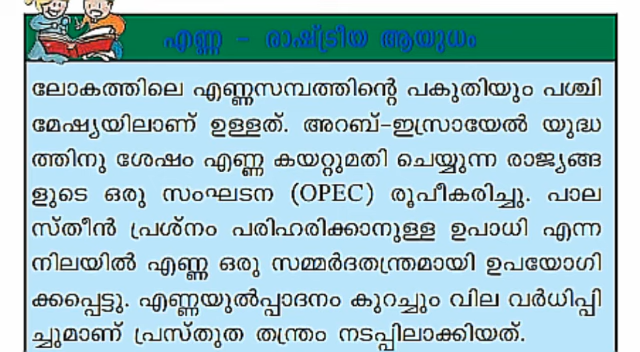 എണ്ണ – രാഷ്ട്രീയ ആയുധം
ലോകത്തിലെ എണ്ണസമ്പത്തിന്റെ പകുതിയും പശ്ചി
മേഷ്യയിലാണ് ഉള്ളത്. അറബ്-ഇസ്രായേൽ യുദ്ധ
ത്തിനു ശേഷം എണ്ണ കയറ്റുമതി ചെയ്യുന്ന രാജ്യങ്ങ
ളുടെ ഒരു സംഘടന (OPEC) രൂപീകരിച്ചു. പാല
സ്തീൻ പ്രശ്നം പരിഹരിക്കാനുള്ള ഉപാധി എന്ന
നിലയിൽ എണ്ണ ഒരു സമ്മർദതന്ത്രമായി ഉപയോഗി
ക്കപ്പെട്ടു. എണ്ണയുൽപ്പാദനം കുറച്ചും വില വർധിപ്പി
ച്ചുമാണ് പ്രസ്തുത തന്ത്രം നടപ്പിലാക്കിയത്.